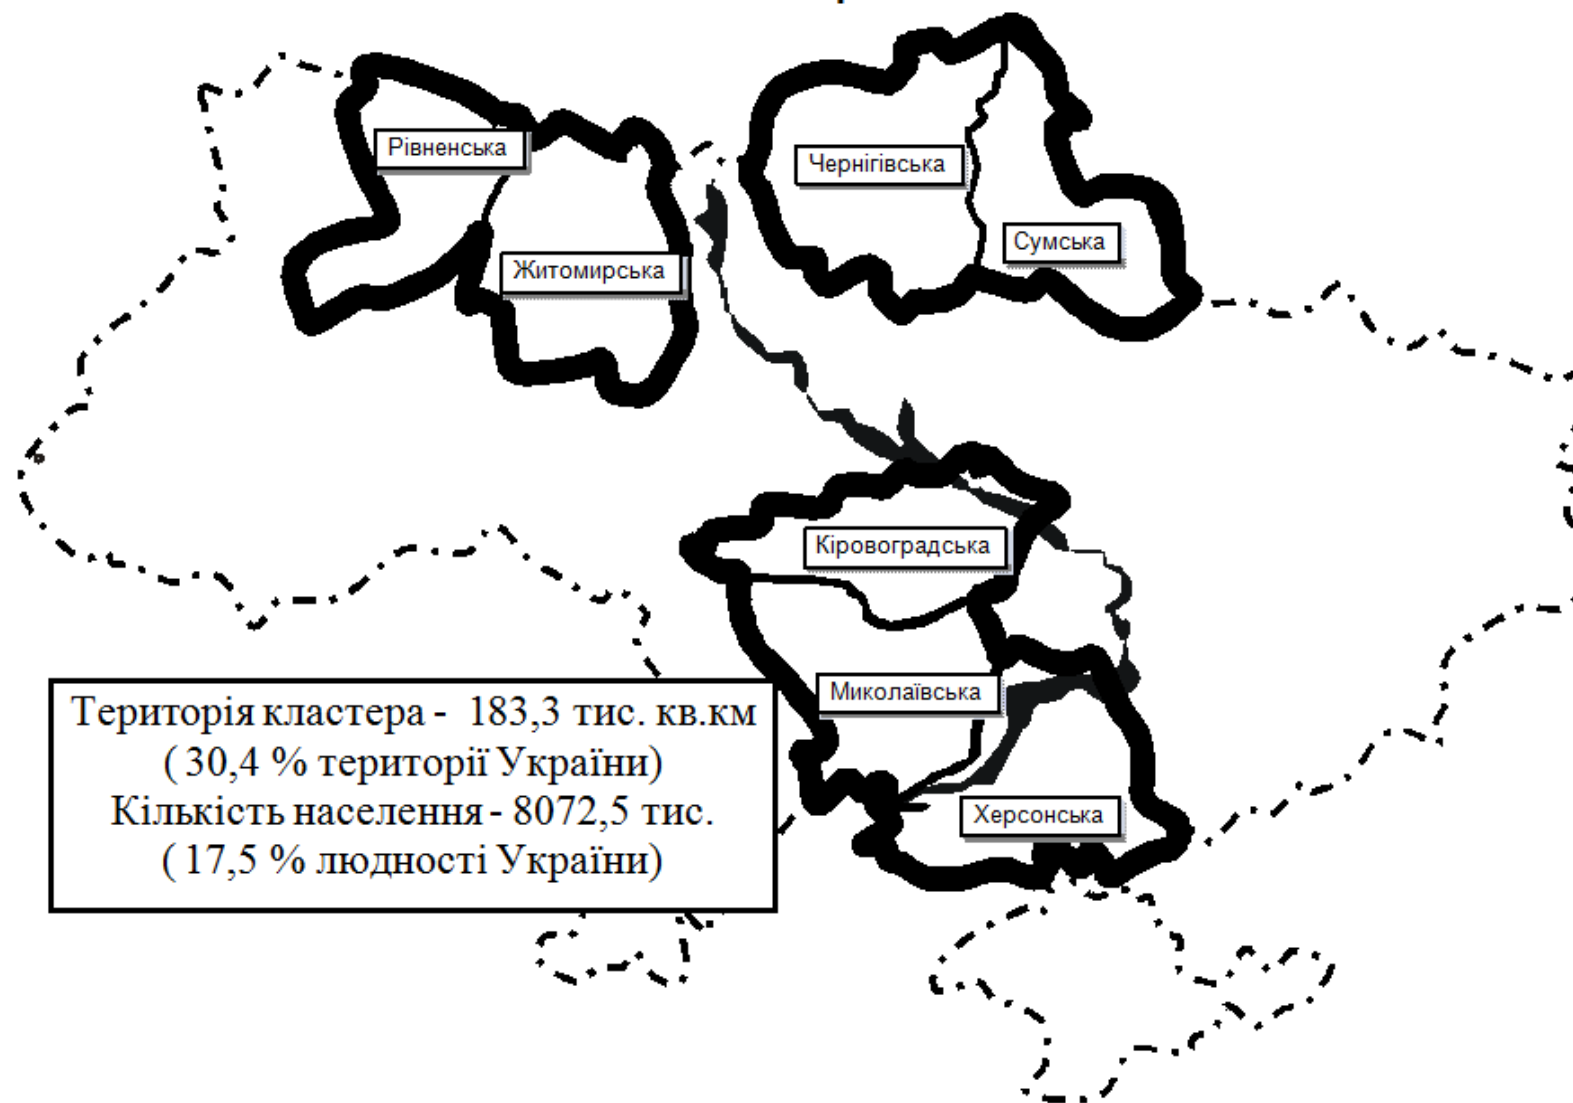 Рівненська
Чернігівська
Сумська
Житомирська
Кіровоградська
Миколаївська
Територія кластера - 183,3 тис. кв.км
( 30,4 % території України)
Кількість населення - 8072,5 тис.
( 17,5 % людності України)
Херсонська